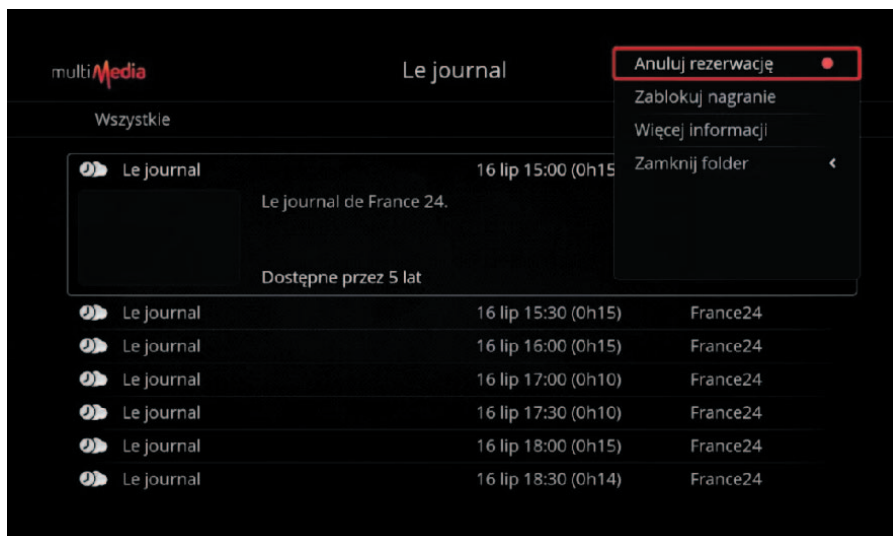 multiMedia
Le journal
Wszystkie
Anuluj rezerwację
Zablokuj nagranie
Więcej informacji
Zamknij folder
Le journal 16 lip 15:00 (0h15
Le journal de France 24.
Dostępne przez 5 lat
Le journal 16 lip 15:30 (0h15) France24
Le journal 16 lip 16:00 (0h15) France24
Le journal 16 lip 17:00 (0h10) France24
Le journal 16 lip 17:30 (0h10) France24
Le journal 16 lip 18:00 (0h15) France24
Le journal 16 lip 18:30 (0h14) France24